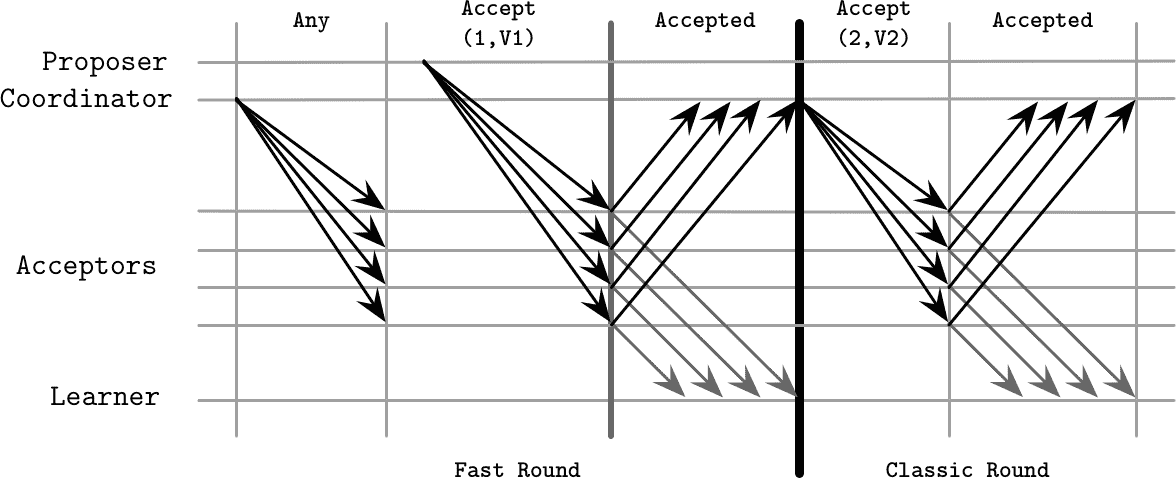 Any
Accept
(1,V1)
Accepted
Accept
(2,V2)
Accepted
Proposer
Coordinator
Acceptors
Learner
Fast Round
Classic Round